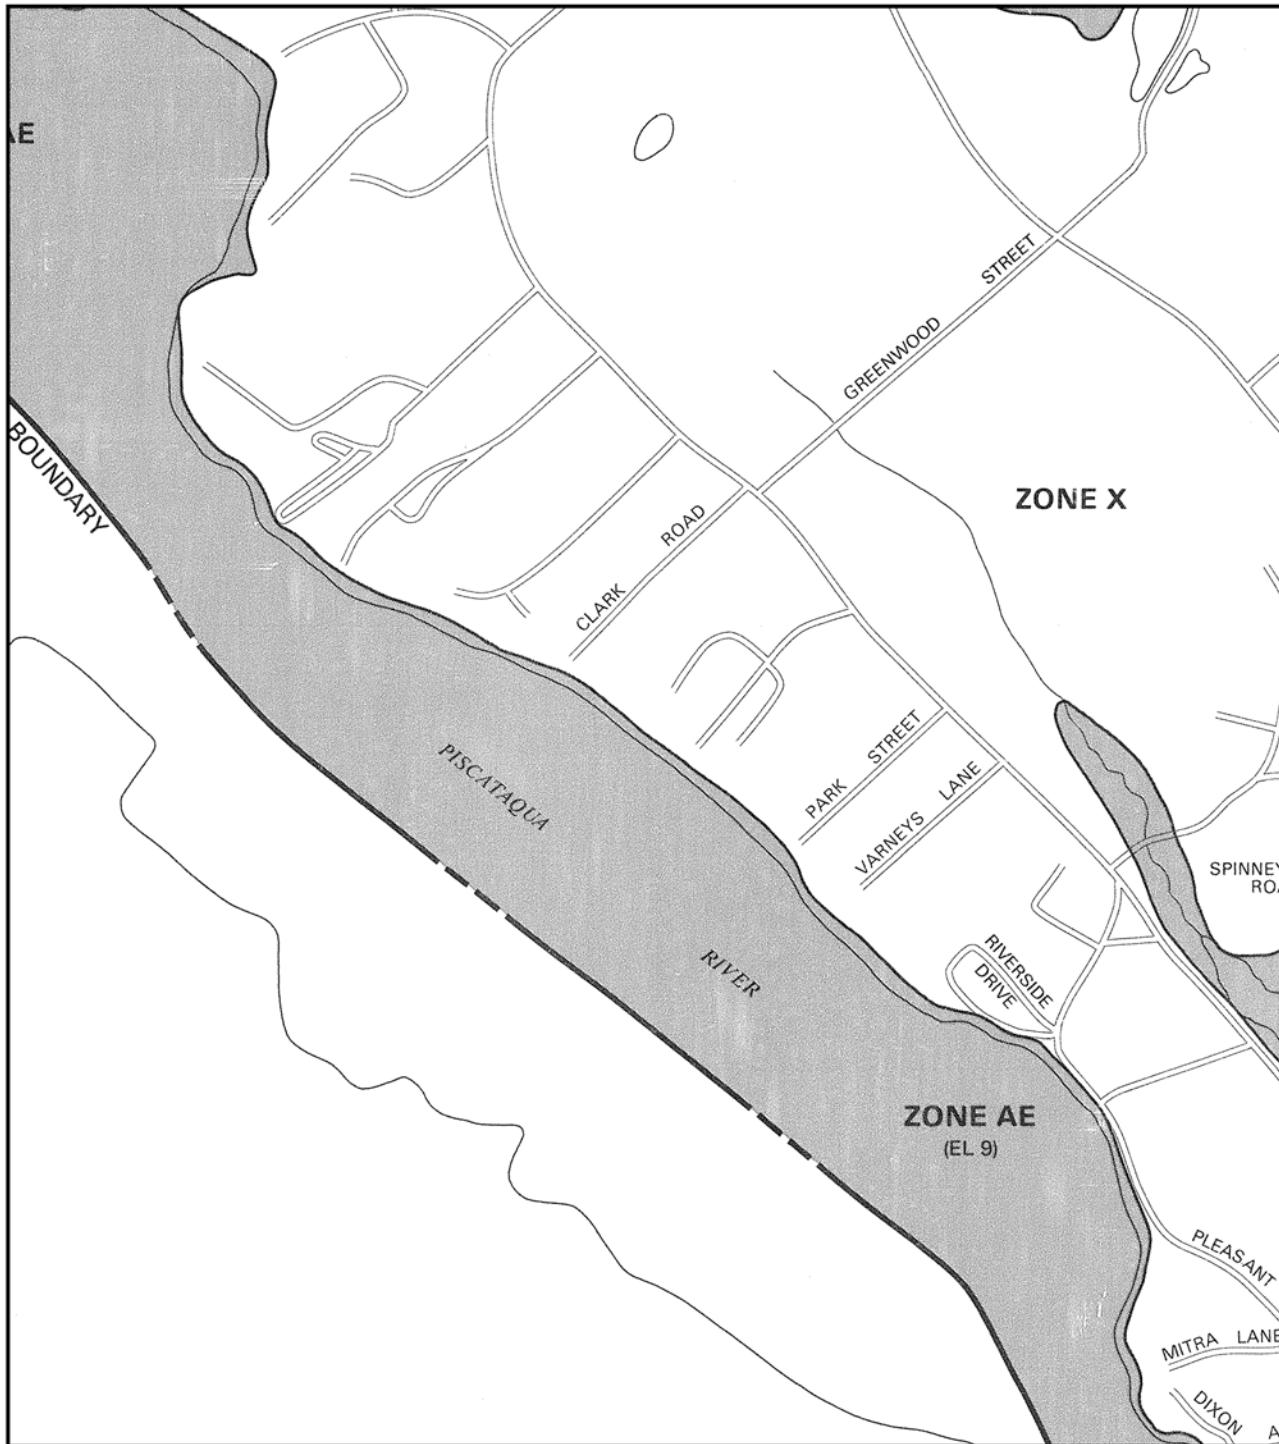 AE
STREET
GREENWOOD
BOUNDARY
ZONE X
ROAD
CLARK
PISCATAQUA
STREET
PARK
LANE
VARNEYS
SPINNEY
RIVER
RIVERSIDE
DRIVE
ZONE AE
(EL 9)
PLEASANT
MITRA LANE
DIXON A